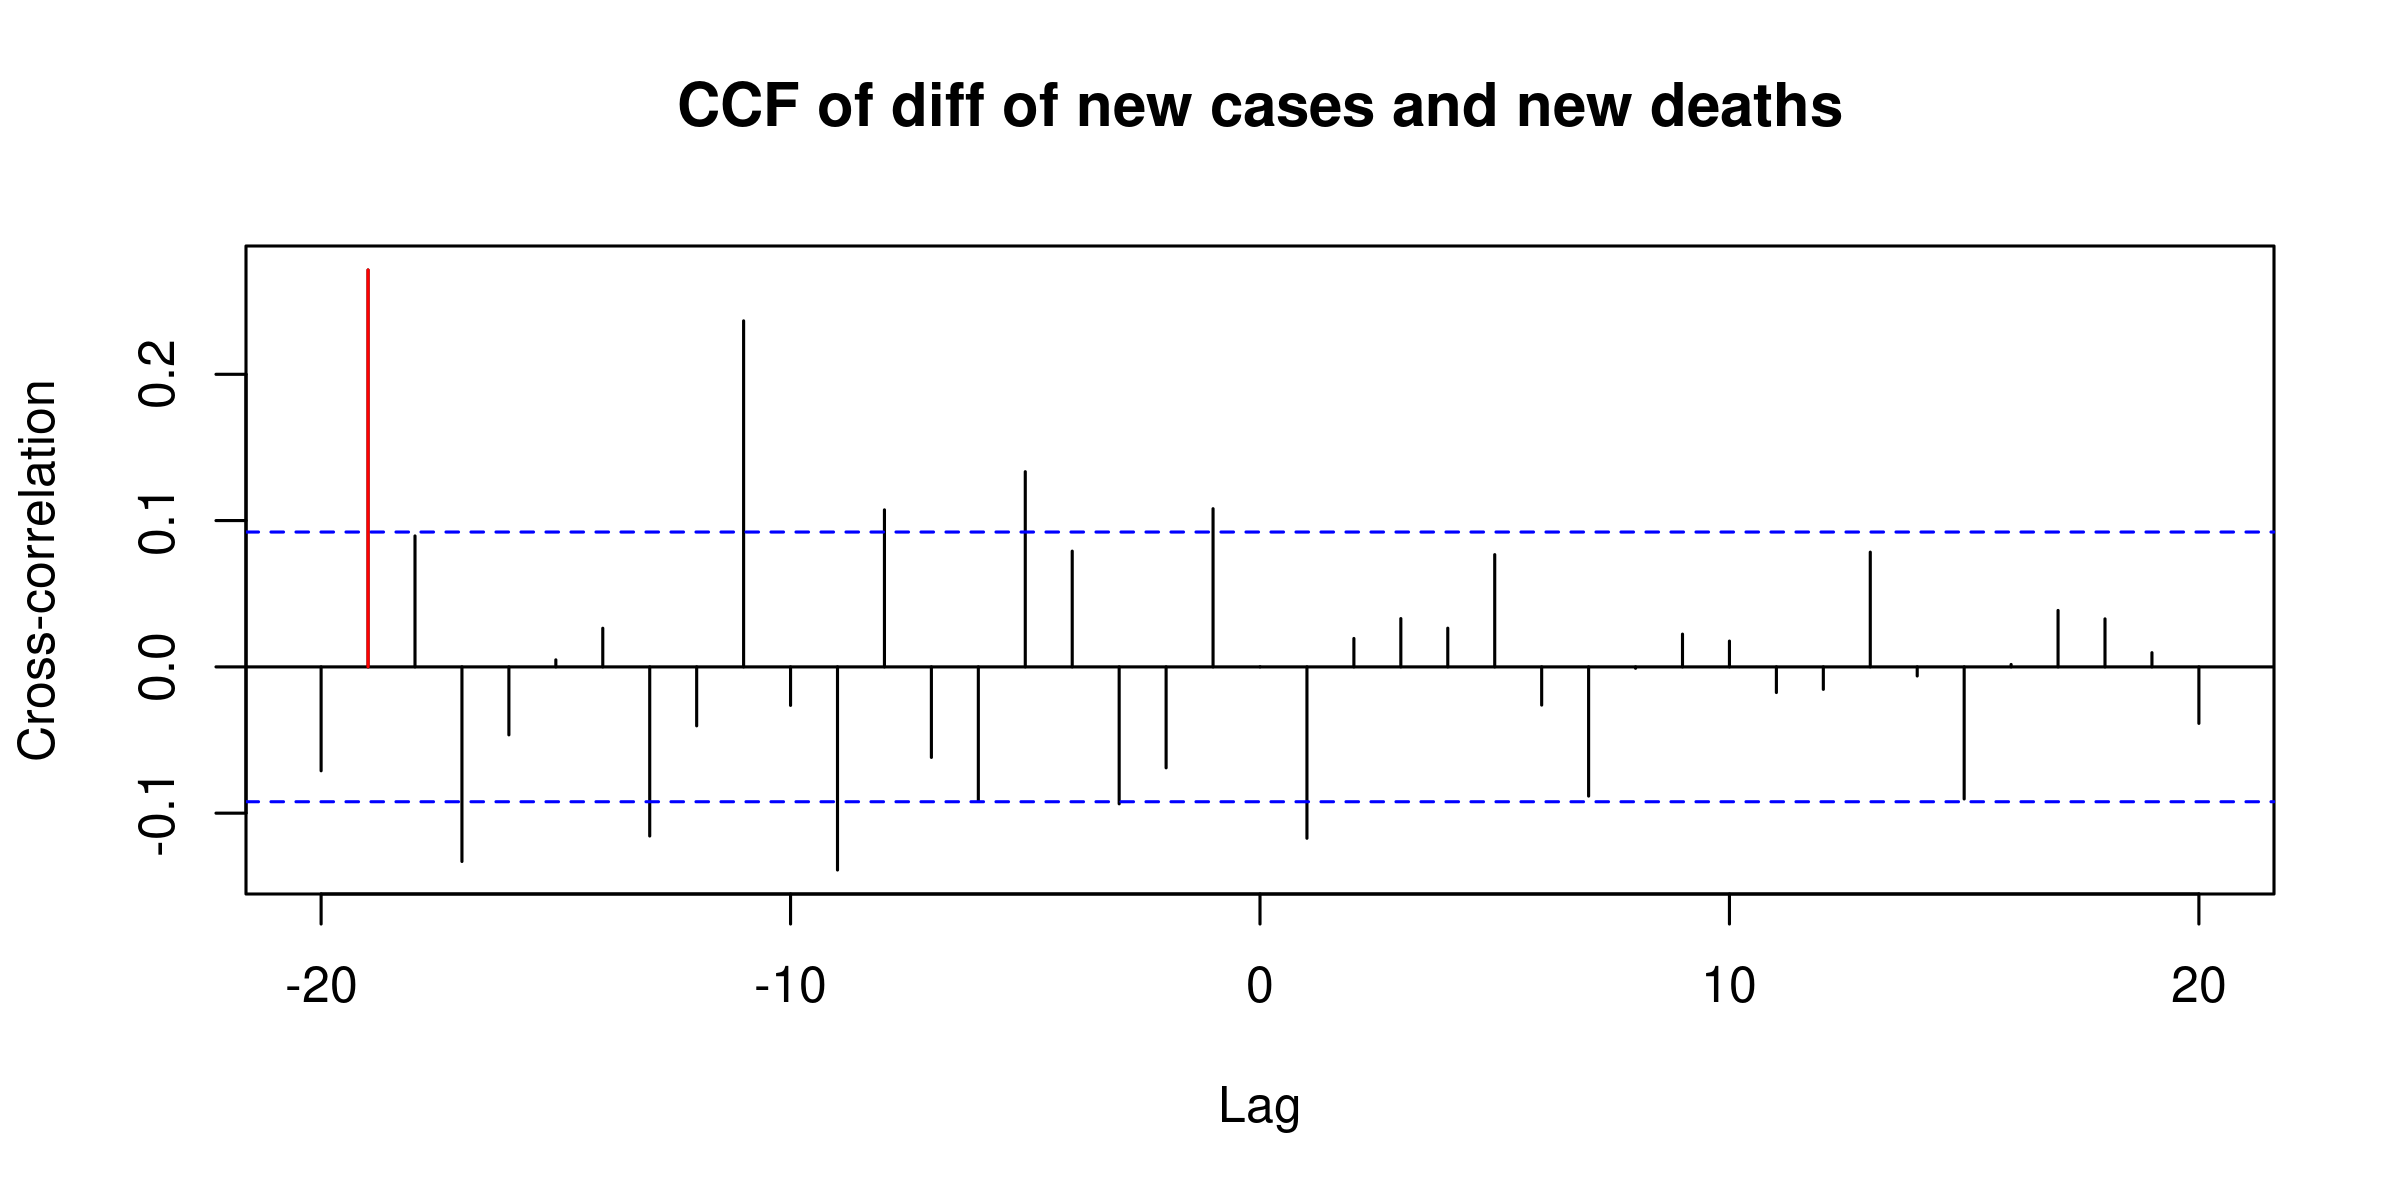 CCF of diff of new cases and new deaths
Cross-correlation
0.2
0.1
0.0
-0.1
-20 -10 0 10 20
Lag